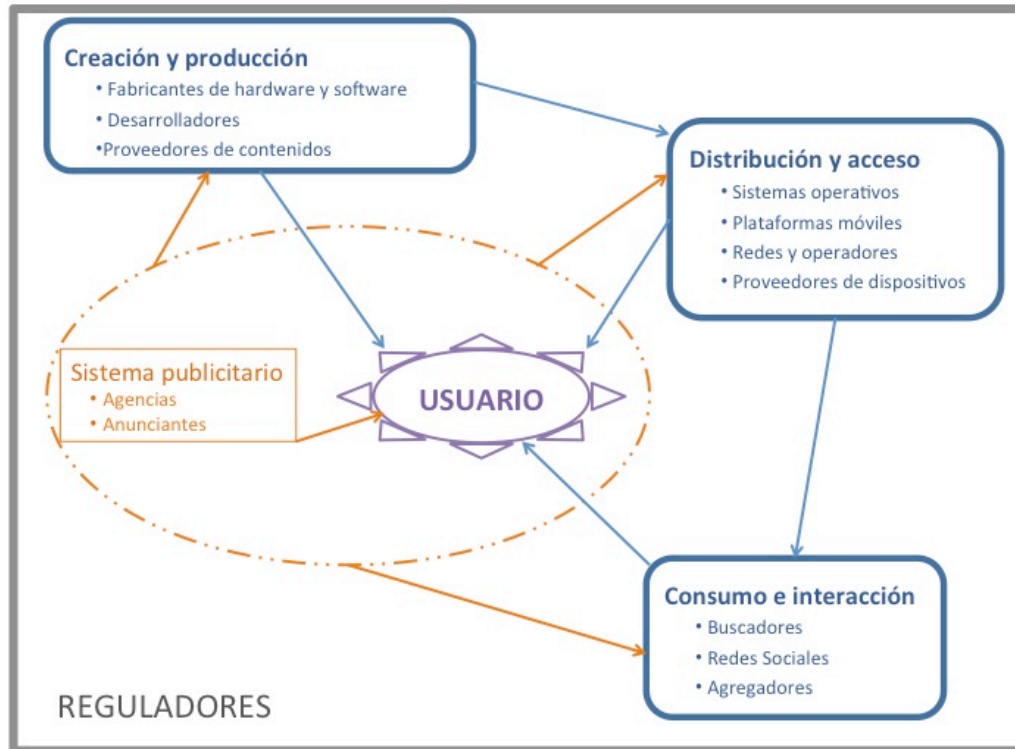 Creación y producción
• Fabricantes de hardware y software
• Desarrolladores
•Proveedores de contenidos
Distribución y acceso
• Sistemas operativos
• Plataformas móviles
• Redes y operadores
• Proveedores de dispositivos
Sistema publicitario
• Agencias
• Anunciantes
USUARIO
Consumo e interacción
• Buscadores
• Redes Sociales
• Agregadores
REGULADORES